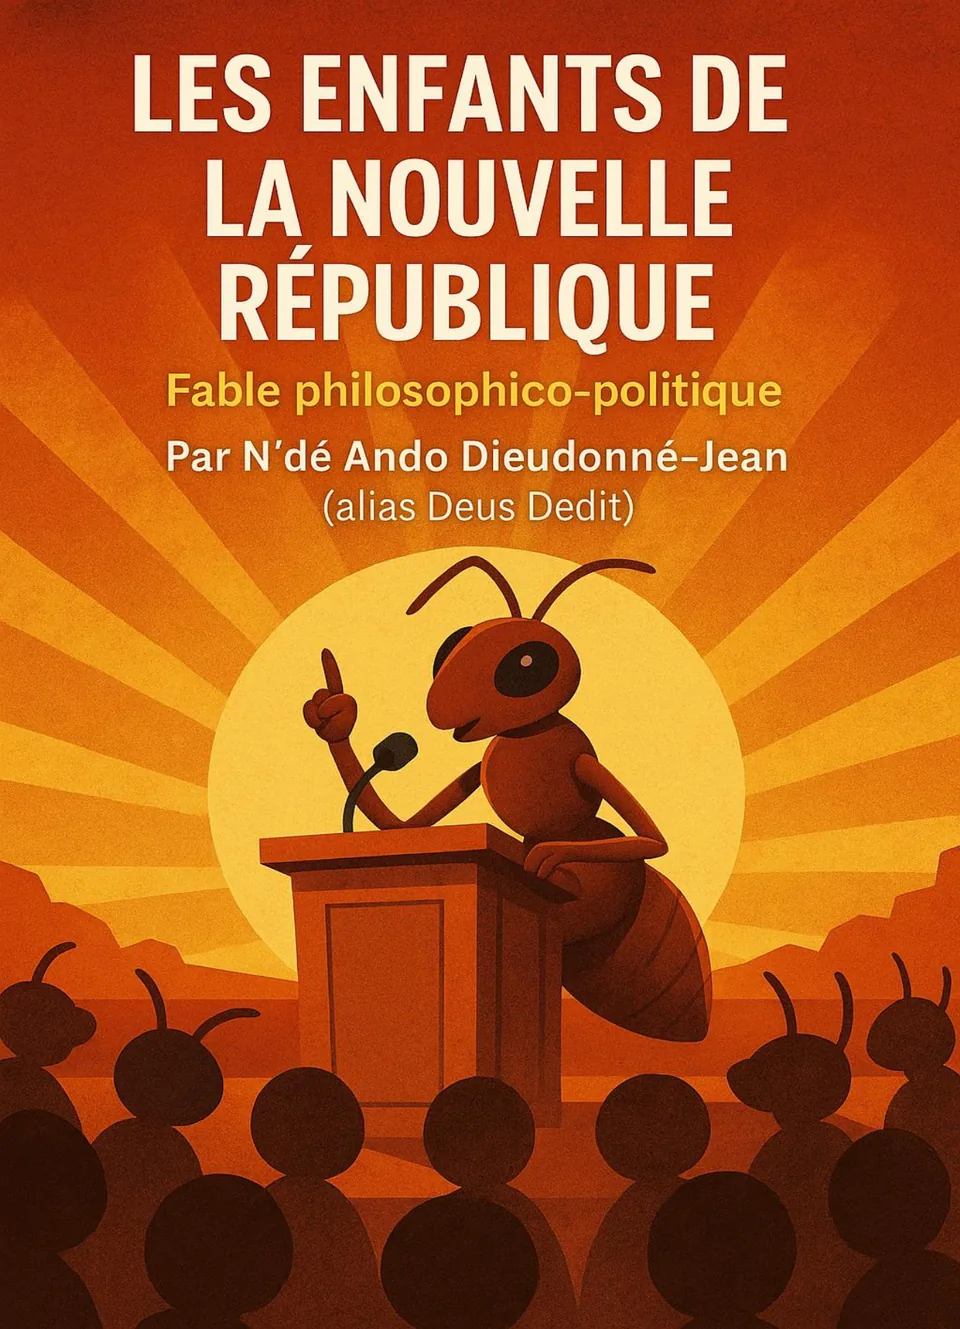 LES ENFANTS DE
LA NOUVELLE
RÉPUBLIQUE
Fable philosophico-politique
Par N'dé Ando Dieudonné-Jean
(alias Deus Dedit)